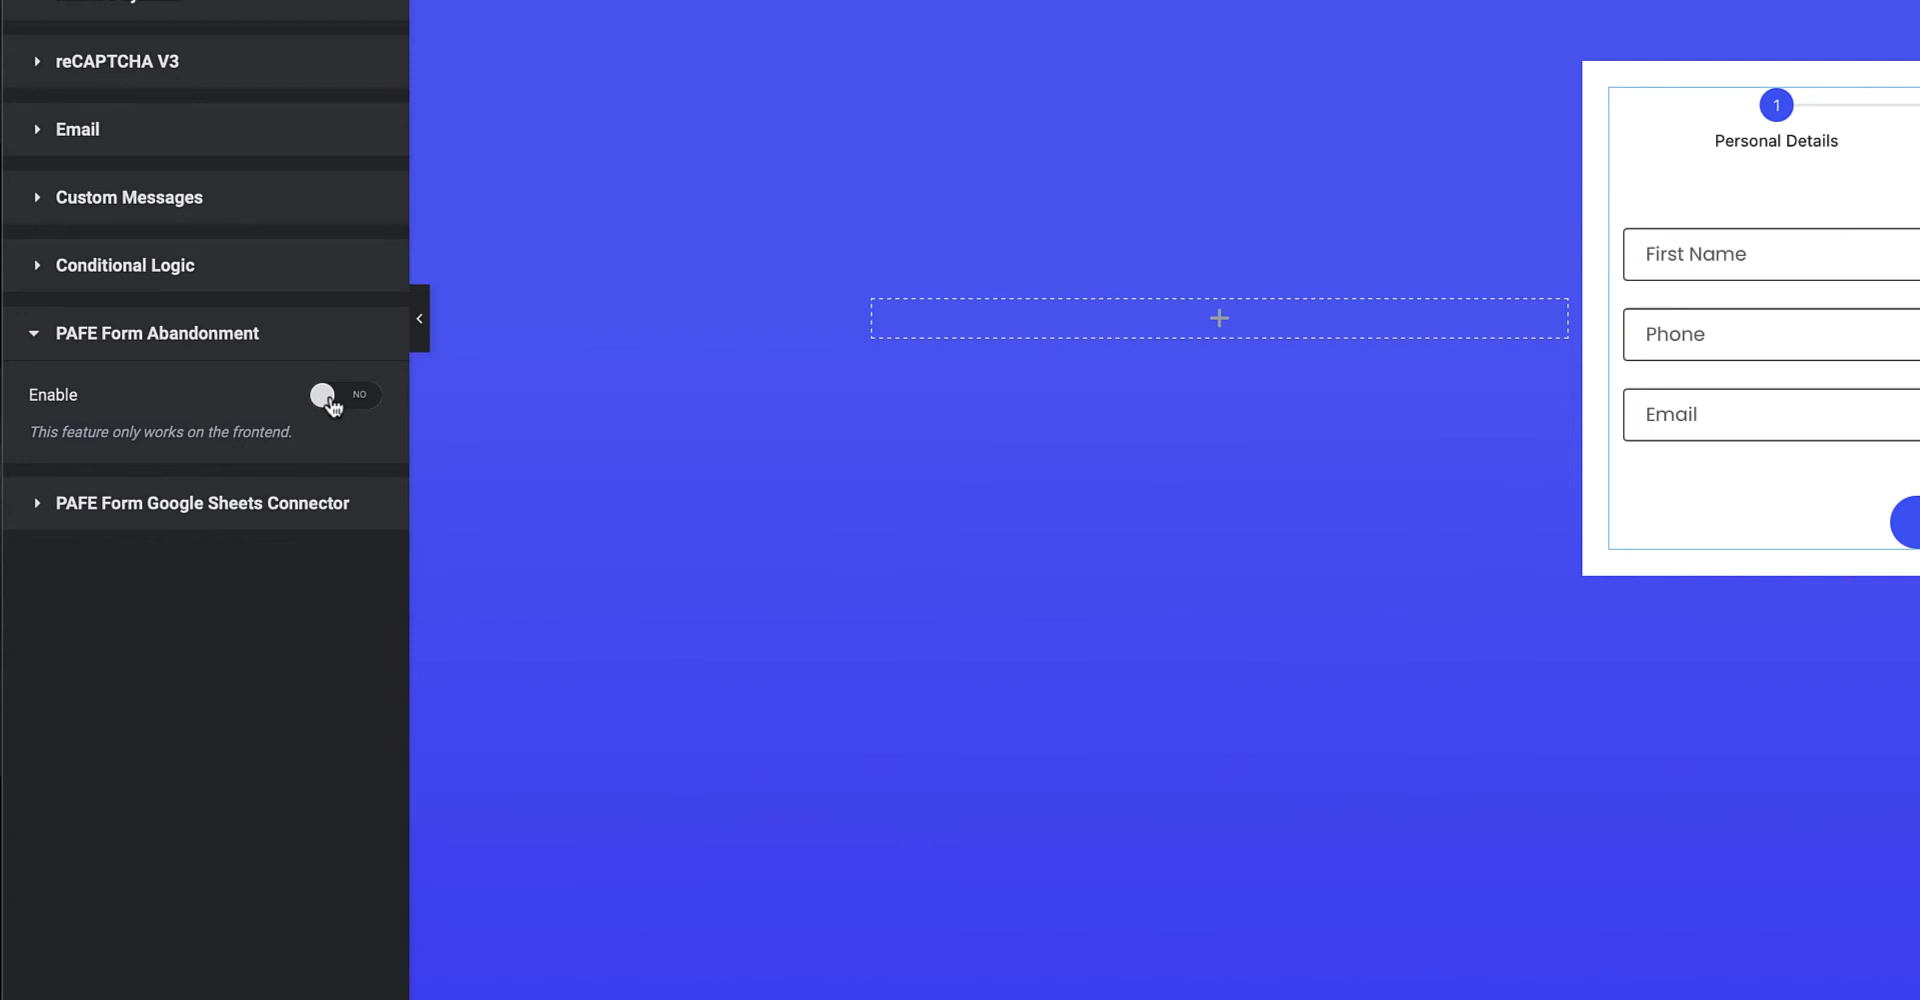 reCAPTCHA V3
Email
Custom Messages
Conditional Logic
PAFE Form Abandonment
Enable
NO
This feature only works on the frontend.
PAFE Form Google Sheets Connector
1
Personal Details
First Name
Phone
Email